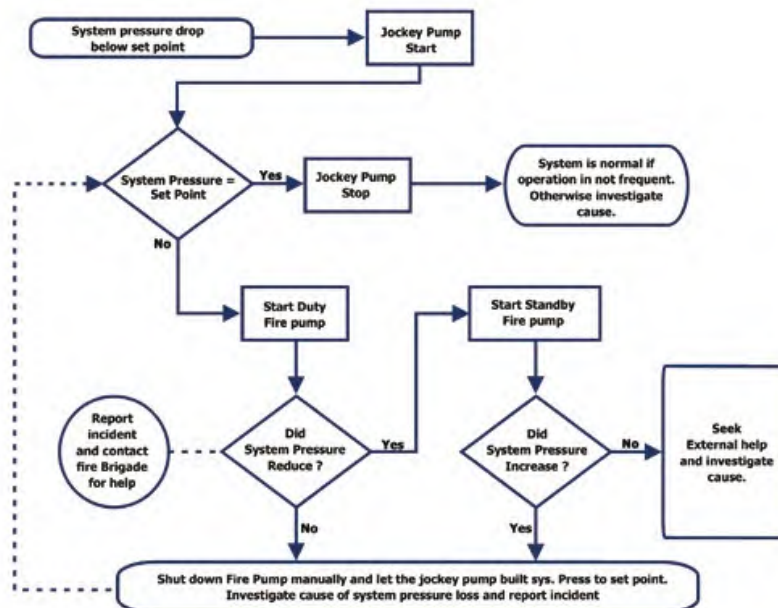 System pressure drop
below set point
Jockey Pump
Start
System Pressure =
Set Point
Yes
Jockey Pump
Stop
System is normal if
operation in not frequent.
Otherwise investigate
cause.
No
Start Duty
Fire pump
Start Standby
Fire pump
Report
incident
and contact
fire Brigade
for help
Did
System Pressure
Reduce ?
Yes
Did
System Pressure
Increase ?
No
Seek
External help
and investigate
cause.
No
Yes
Shut down Fire Pump manually and let the jockey pump built sys. Press to set point.
Investigate cause of system pressure loss and report incident